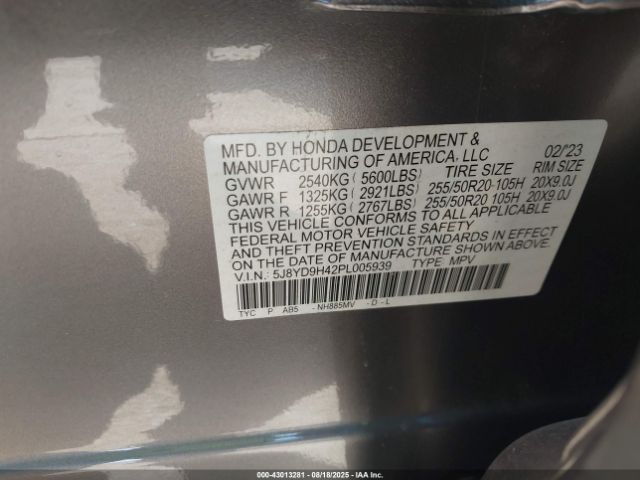 MFD. BY HONDA DEVELOPMENT &
MANUFACTURING OF AMERICA, LLC 02/'23
GVWR 2540KG (5600LBS) TIRE SIZE RIM SIZE
GAWR F 1325KG (2921LBS) 255/50R20 105H 20X9.0J
GAWR R 1255KG (2767LBS) 255/50R20 105H 20X9.0J
THIS VEHICLE CONFORMS TO ALL APPLICABLE
FEDERAL MOTOR VEHICLE SAFETY
AND THEFT PREVENTION STANDARDS IN EFFECT
ON THE DATE OF MANUFACTURE SHOWN ABOVE.
V.I.N.: 5J8YD9H42PL005939 TYPE: MPV
TYC P AB5 - NH885MV - D - L
000-43013281 - 08/18/2025 - IAA Inc.